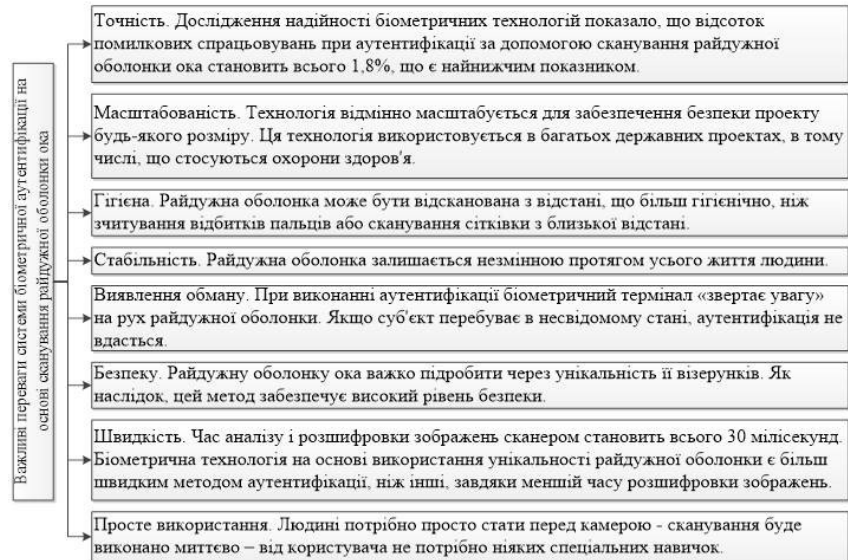 Важливі переваги системи біометричної аутентифікації на
основі сканування райдужної оболонки ока
Точність. Дослідження надійності біометричних технологій показало, що відсоток
помилкових спрацьовувань при аутентифікації за допомогою сканування райдужної
оболонки ока становить всього 1,8%, що є найнижчим показником.
Масштабованість. Технологія відмінно масштабується для забезпечення безпеки проекту
будь-якого розміру. Ця технологія використовується в багатьох державних проектах, в тому
числі, що стосуються охорони здоров'я.
Гігієна. Райдужна оболонка може бути відсканована з відстані, що більш гігієнічно, ніж
зчитування відбитків пальців або сканування сітківки з близької відстані.
Стабільність. Райдужна оболонка залишається незмінною протягом усього життя людини.
Виявлення обману. При виконанні аутентифікації біометричний термінал «звертає увагу»
на рух райдужної оболонки. Якщо суб'єкт перебуває в несвідомому стані, аутентифікація не
вдасться.
Безпеку. Райдужну оболонку ока важко підробити через унікальність її візерунків. Як
наслідок, цей метод забезпечує високий рівень безпеки.
Швидкість. Час аналізу і розшифровки зображень сканером становить всього 30 мілісекунд.
Біометрична технологія на основі використання унікальності райдужної оболонки є більш
швидким методом аутентифікації, ніж інші, завдяки меншій часу розшифровки зображень.
Просте використання. Людині потрібно просто стати перед камерою - сканування буде
виконано миттєво – від користувача не потрібно ніяких спеціальних навичок.